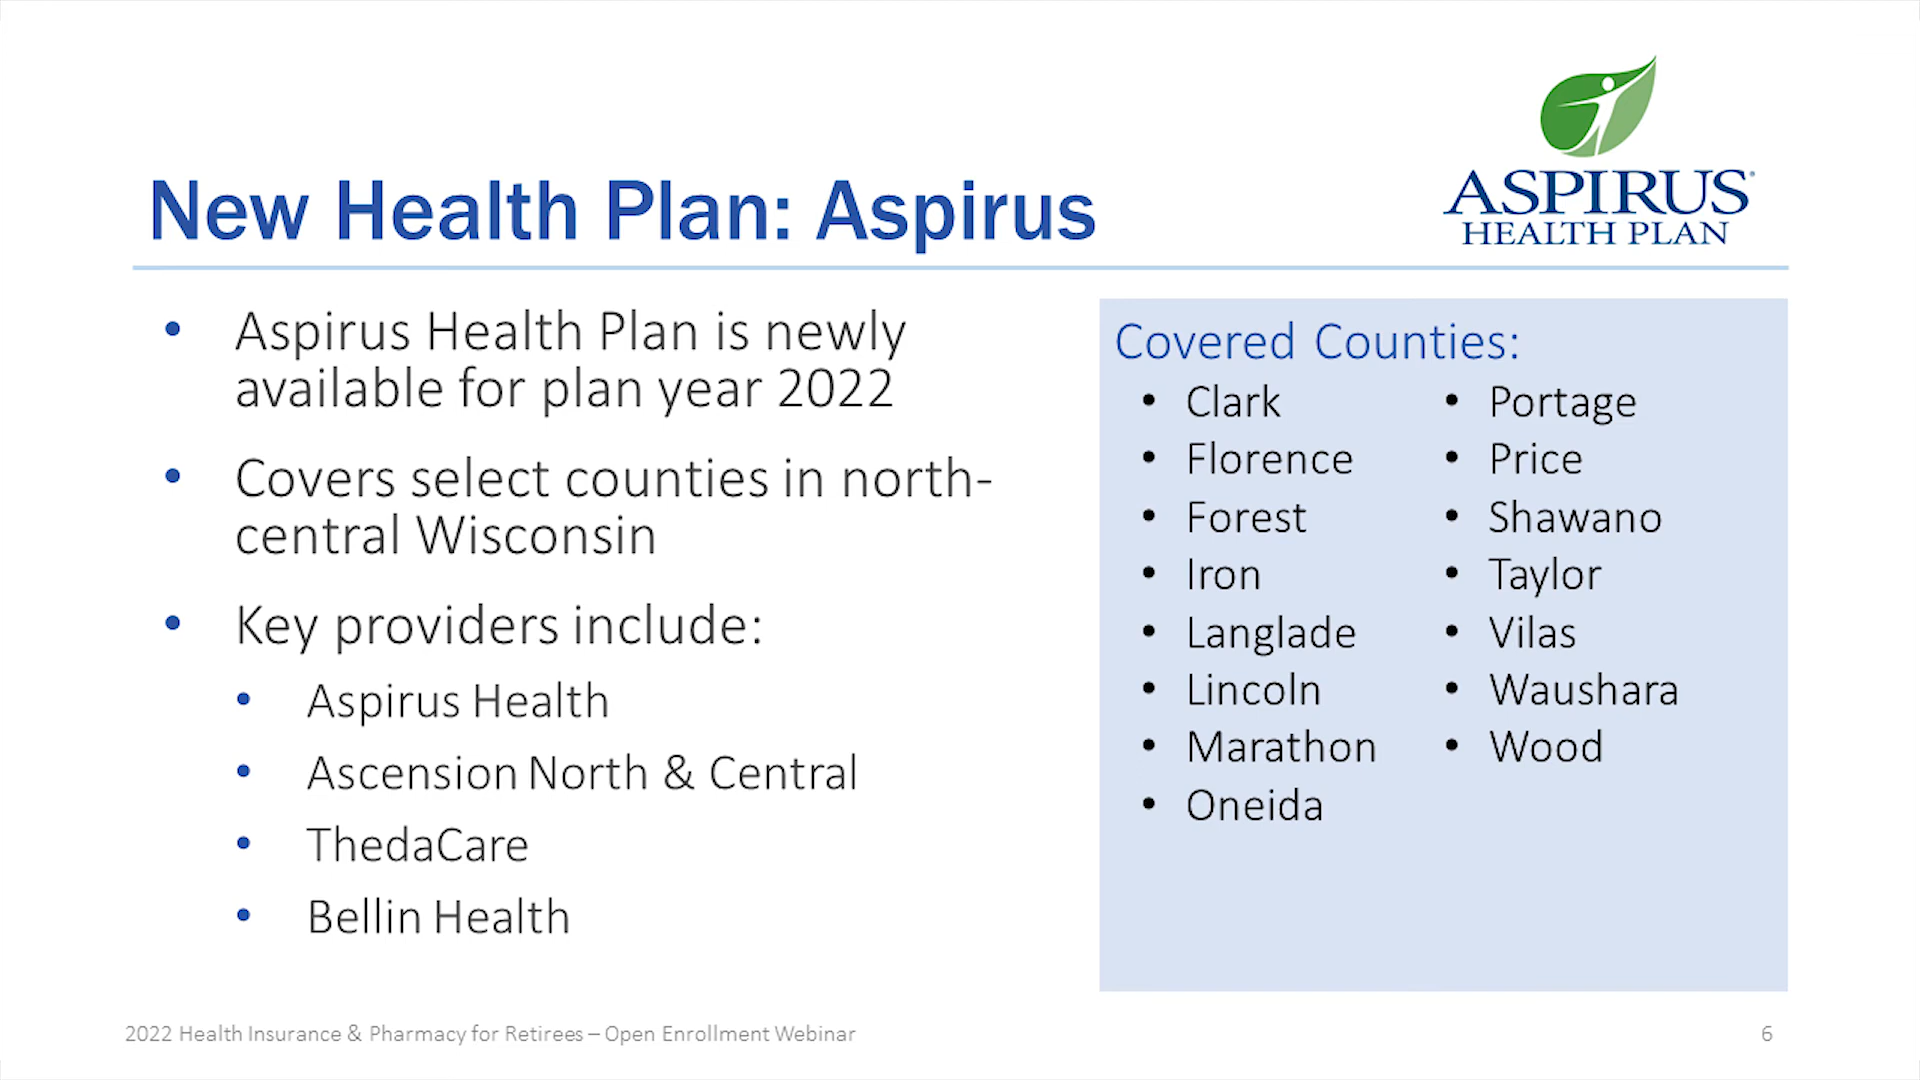 ASPIRUS
HEALTH PLAN
New Health Plan: Aspirus
• Aspirus Health Plan is newly
available for plan year 2022
• Covers select counties in north-
central Wisconsin
• Key providers include:
• Aspirus Health
• Ascension North & Central
• ThedaCare
• Bellin Health
Covered Counties:
• Clark
• Florence
• Forest
• Iron
• Langlade
• Lincoln
• Marathon
• Oneida
• Portage
• Price
• Shawano
• Taylor
• Vilas
• Waushara
• Wood
2022 Health Insurance & Pharmacy for Retirees – Open Enrollment Webinar
6